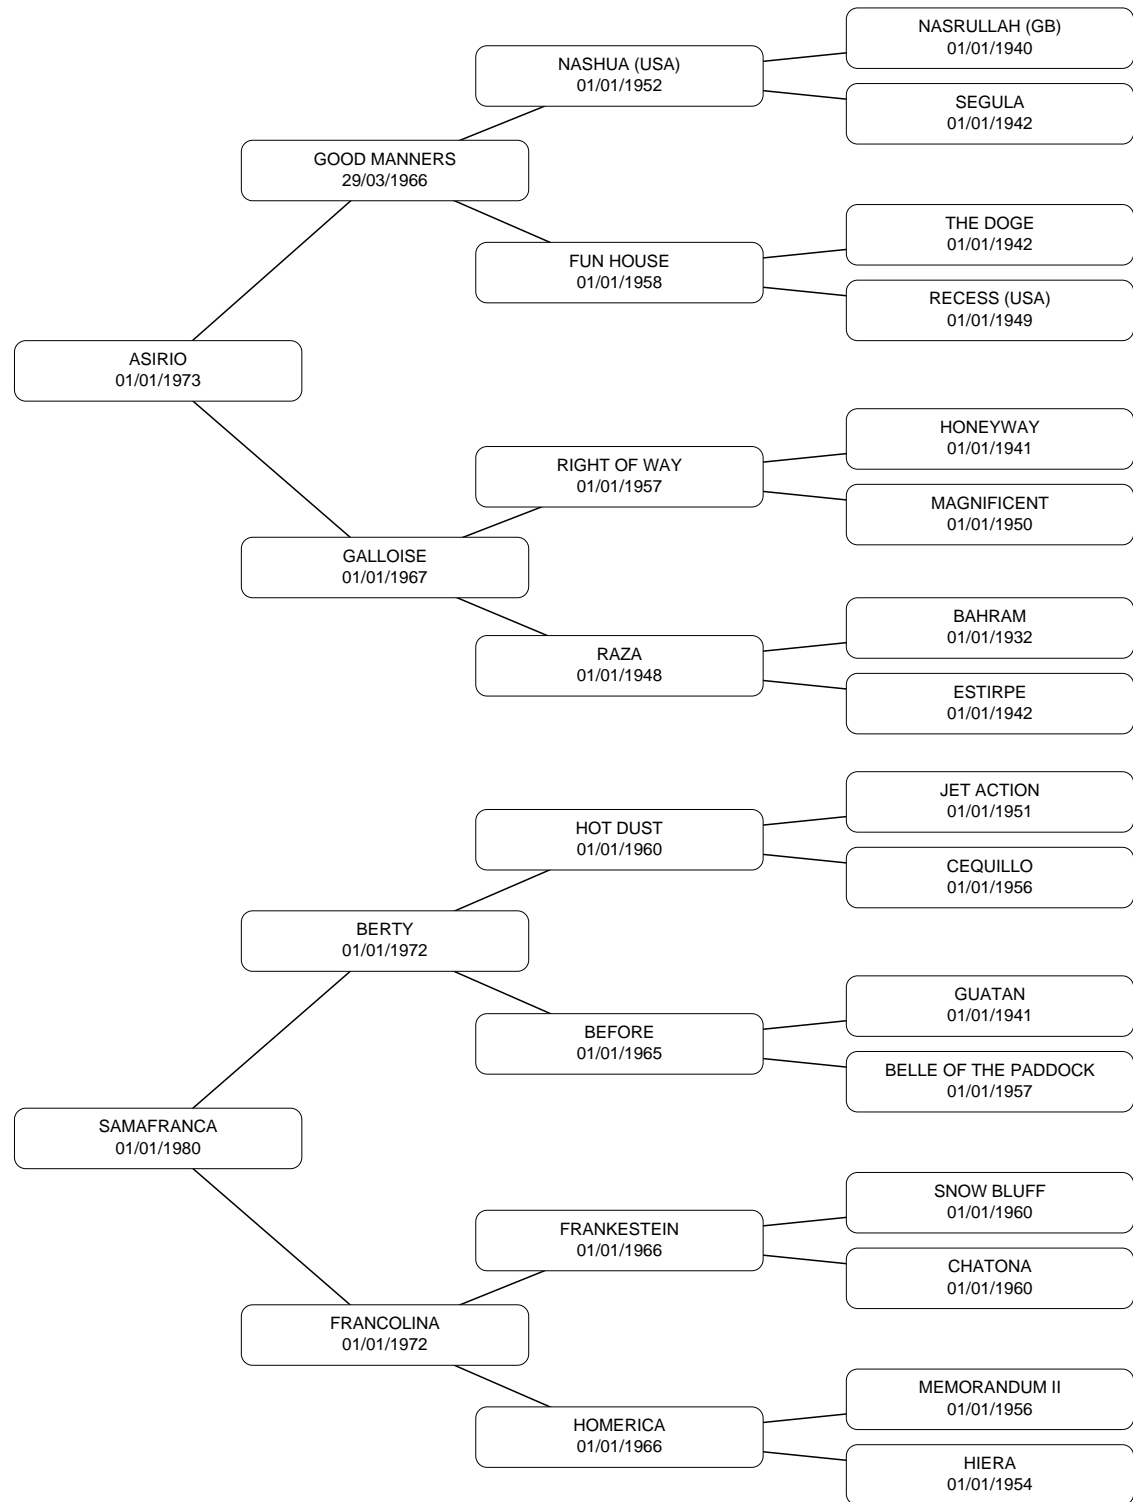 NASRULLAH (GB)
01/01/1940
NASHUA (USA)
01/01/1952
SEGULA
01/01/1942
GOOD MANNERS
29/03/1966
THE DOGE
01/01/1942
FUN HOUSE
01/01/1958
RECESS (USA)
01/01/1949
ASIRIO
01/01/1973
HONEYWAY
01/01/1941
RIGHT OF WAY
01/01/1957
MAGNIFICENT
01/01/1950
GALLOISE
01/01/1967
BAHRAM
01/01/1932
RAZA
01/01/1948
ESTIRPE
01/01/1942
JET ACTION
01/01/1951
HOT DUST
01/01/1960
CEQUILLO
01/01/1956
BERTY
01/01/1972
GUATAN
01/01/1941
BEFORE
01/01/1965
BELLE OF THE PADDOCK
01/01/1957
SAMAFRANCA
01/01/1980
SNOW BLUFF
01/01/1960
FRANKESTEIN
01/01/1966
CHATONA
01/01/1960
FRANCOLINA
01/01/1972
MEMORANDUM II
01/01/1956
HOMERICA
01/01/1966
HIERA
01/01/1954